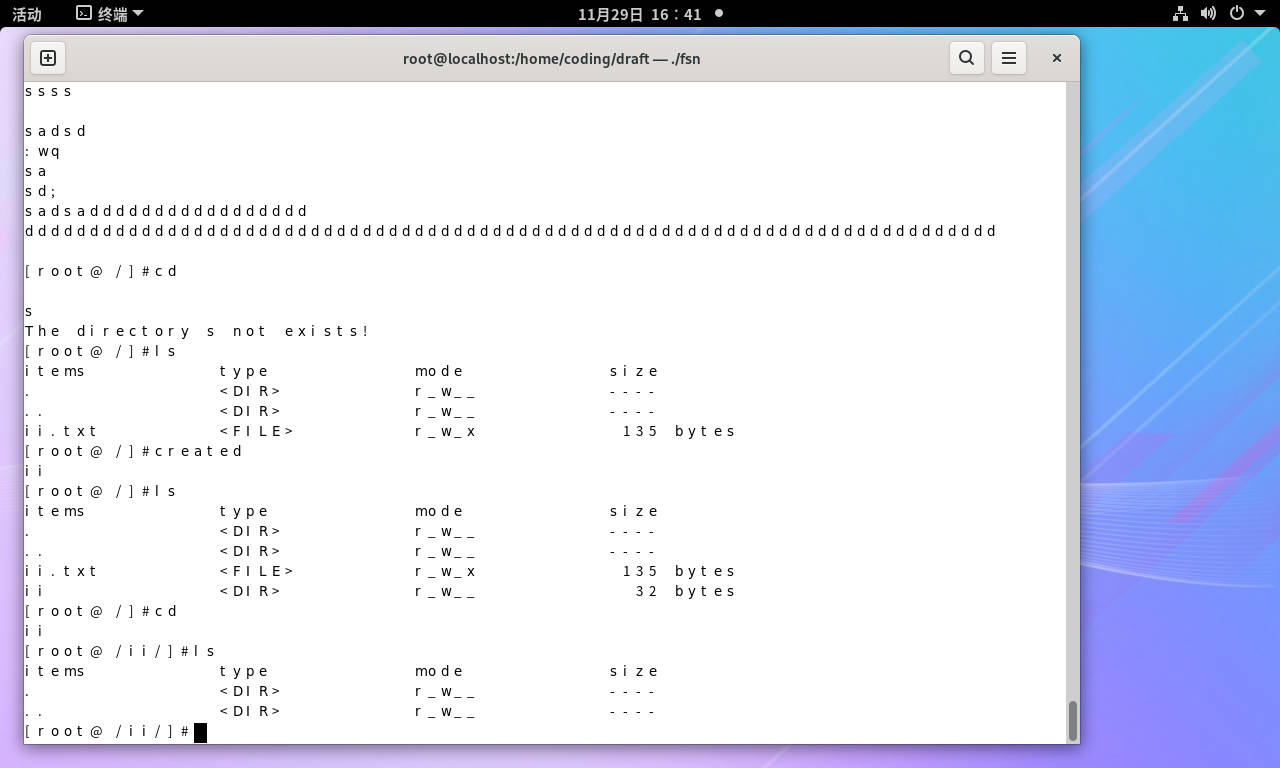 活动 终端 11月29日 16：41
root@localhost:/home/coding/draft — ./fsn
ssss
sadsd
:wq
sa
sd;
sadsaddddddddddddddddd
ddddddddddddddddddddddddddddddddddddddddddddddddddddddddddddddddddddddddddd
[root@ /]#cd
s
The directory s not exists!
[root@ /]#ls
items type mode size
. <DIR> r_w__ ----
.. <DIR> r_w__ ----
ii.txt <FILE> r_w_x 135 bytes
[root@ /]#created
ii
[root@ /]#ls
items type mode size
. <DIR> r_w__ ----
.. <DIR> r_w__ ----
ii.txt <FILE> r_w_x 135 bytes
ii <DIR> r_w__ 32 bytes
[root@ /]#cd
ii
[root@ /ii/]#ls
items type mode size
. <DIR> r_w__ ----
.. <DIR> r_w__ ----
[root@ /ii/]#